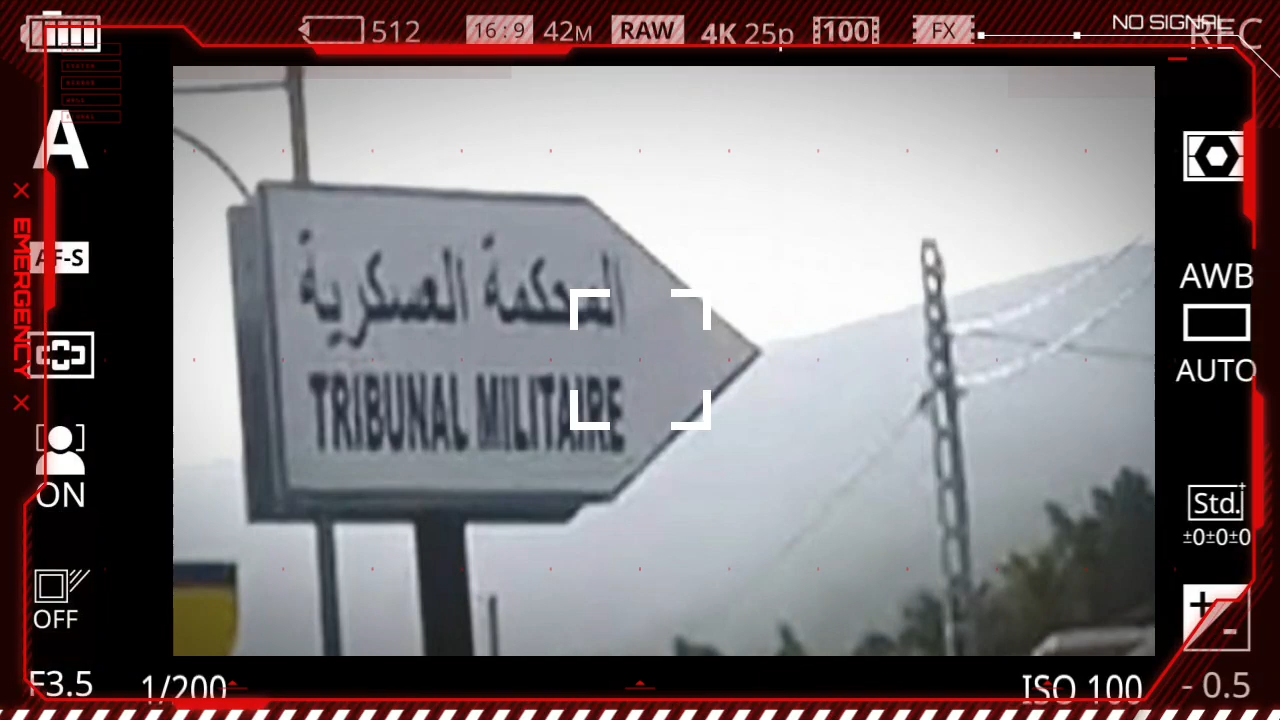 512 16:9 42M RAW 4K 25p 100 FX NO SIGNAL REC
A
AF-S
EMERGENCY
ON
OFF
F3.5
1/200
المحكمة العسكرية
TRIBUNAL MILITAIRE
AWB
AUTO
Std.
±0±0±0
ISO 100
- 0.5